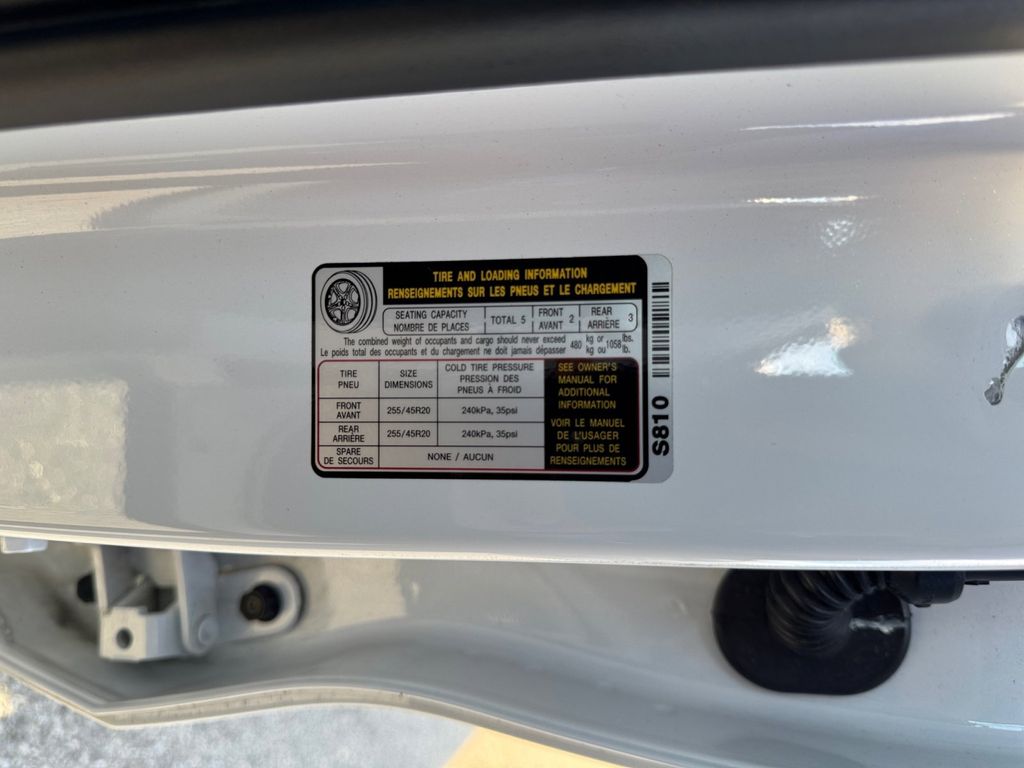 TIRE AND LOADING INFORMATION
RENSEIGNEMENTS SUR LES PNEUS ET LE CHARGEMENT
SEATING CAPACITY
NOMBRE DE PLACES
TOTAL 5
FRONT
AVANT
2
REAR
ARRIÈRE
3
The combined weight of occupants and cargo should never exceed
Le poids total des occupants et du chargement ne doit jamais dépasser
480
kg or
kg ou
1058
lbs.
lb.
TIRE
PNEU
SIZE
DIMENSIONS
COLD TIRE PRESSURE
PRESSION DES
PNEUS À FROID
FRONT
AVANT
255/45R20
240kPa, 35psi
REAR
ARRIÈRE
255/45R20
240kPa, 35psi
SPARE
DE SECOURS
NONE / AUCUN
SEE OWNER'S
MANUAL FOR
ADDITIONAL
INFORMATION
VOIR LE MANUEL
DE L'USAGER
POUR PLUS DE
RENSEIGNEMENTS
S810